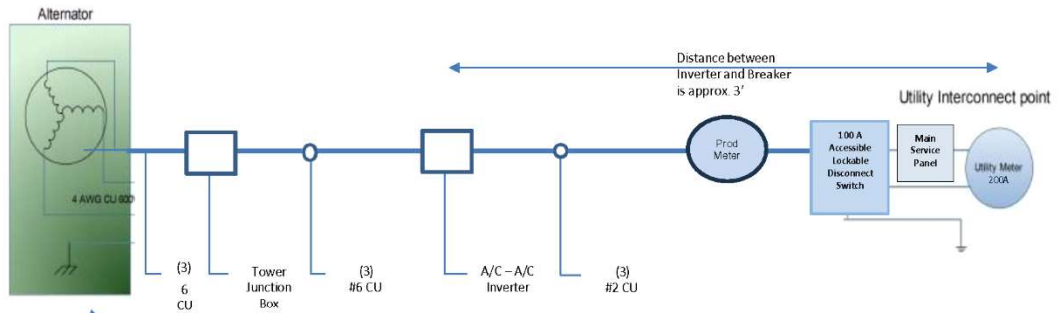 Alternator
4 AWG CU 600V
Distance between
Inverter and Breaker
is approx. 3'
Utility Interconnect point
Prod
Meter
100 A
Accessible
Lockable
Disconnect
Switch
Main
Service
Panel
Utility Meter
200A
(3)
6
CU
Tower
Junction
Box
(3)
#6 CU
A/C – A/C
Inverter
(3)
#2 CU